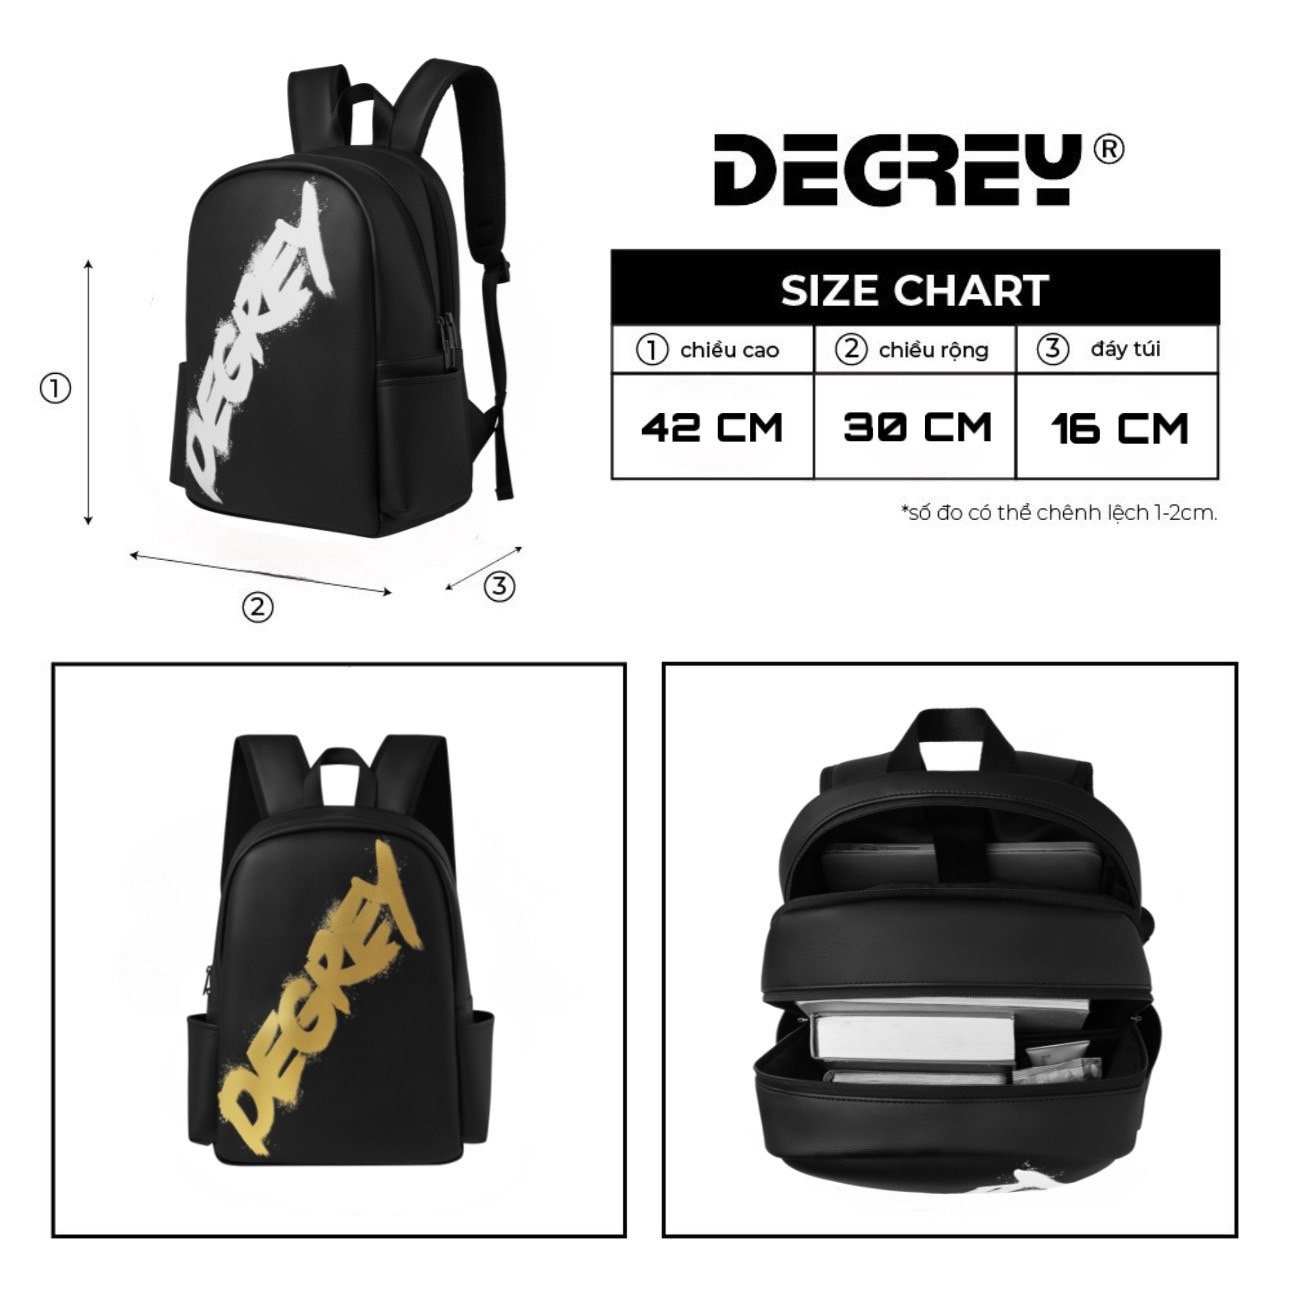 DEGREY
DEGREY®
SIZE CHART
① chiều cao ② chiều rộng ③ đáy túi
42 CM 30 CM 16 CM
*số đo có thể chênh lệch 1-2cm.
①
②
③
DEGREY